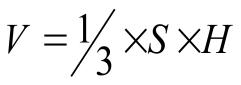 V = 1/3 × S × H